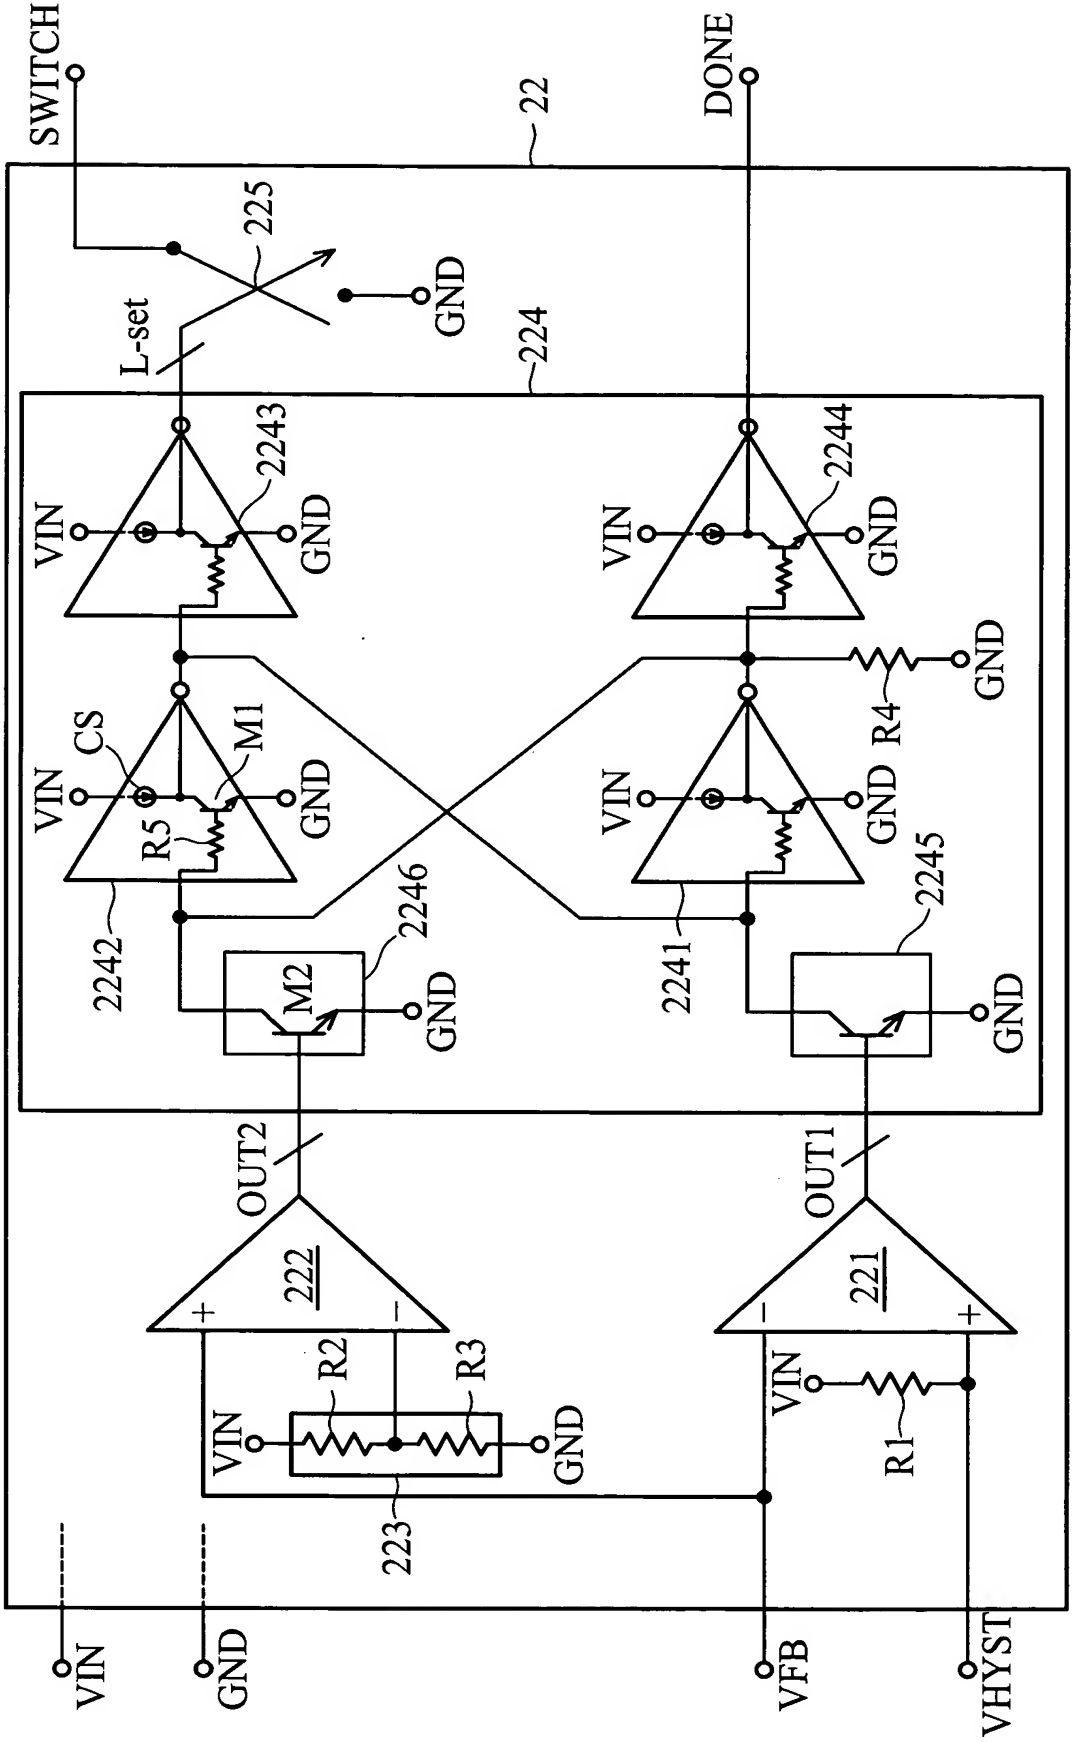 SWITCH
DONE
22
225
L-set
GND
224
VIN
2243
GND
VIN
2244
GND
VIN
CS
M1
R5
GND
2242
VIN
GND
2241
R4
GND
2246
M2
GND
2245
GND
OUT2
OUT1
222
+
−
221
−
+
VIN
R2
R3
GND
223
VIN
R1
VIN
GND
VFB
VHYST